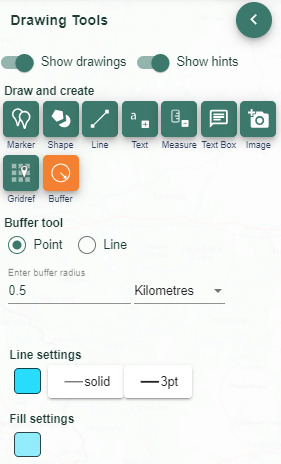 Drawing Tools
Show drawings Show hints
Draw and create
a
Marker Shape Line Text Measure Text Box Image
Gridref Buffer
Buffer tool
Point Line
Enter buffer radius
0.5 Kilometres
Line settings
solid 3pt
Fill settings